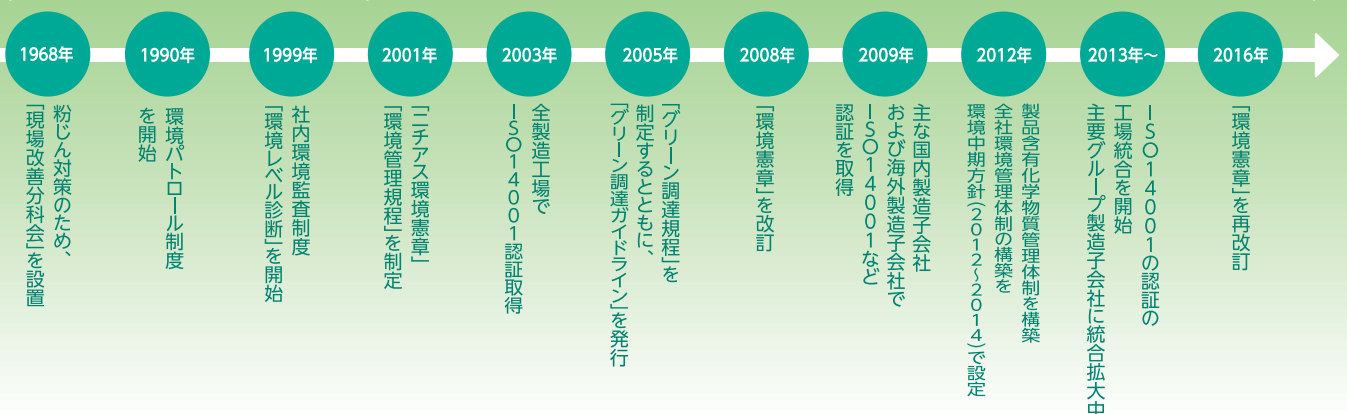 1968年
粉じん対策のため、
「現場改善分科会」を設置
1990年
環境パトロール制度
を開始
1999年
社内環境監査制度
「環境レベル診断」を開始
2001年
「ニチアス環境憲章」
「環境管理規程」を制定
2003年
全製造工場で
ISO14001認証取得
2005年
「グリーン調達規程」を
制定するとともに、
「グリーン調達ガイドライン」を発行
2008年
「環境憲章」を改訂
2009年
主な国内製造子会社
および海外製造子会社で
ISO14001など
認証を取得
2012年
製品含有化学物質管理体制を構築
全社環境管理体制の構築を
環境中期方針(2012〜2014)で設定
2013年〜
ISO14001の認証の
工場統合を開始
主要グループ製造子会社に統合拡大中
2016年
「環境憲章」を再改訂